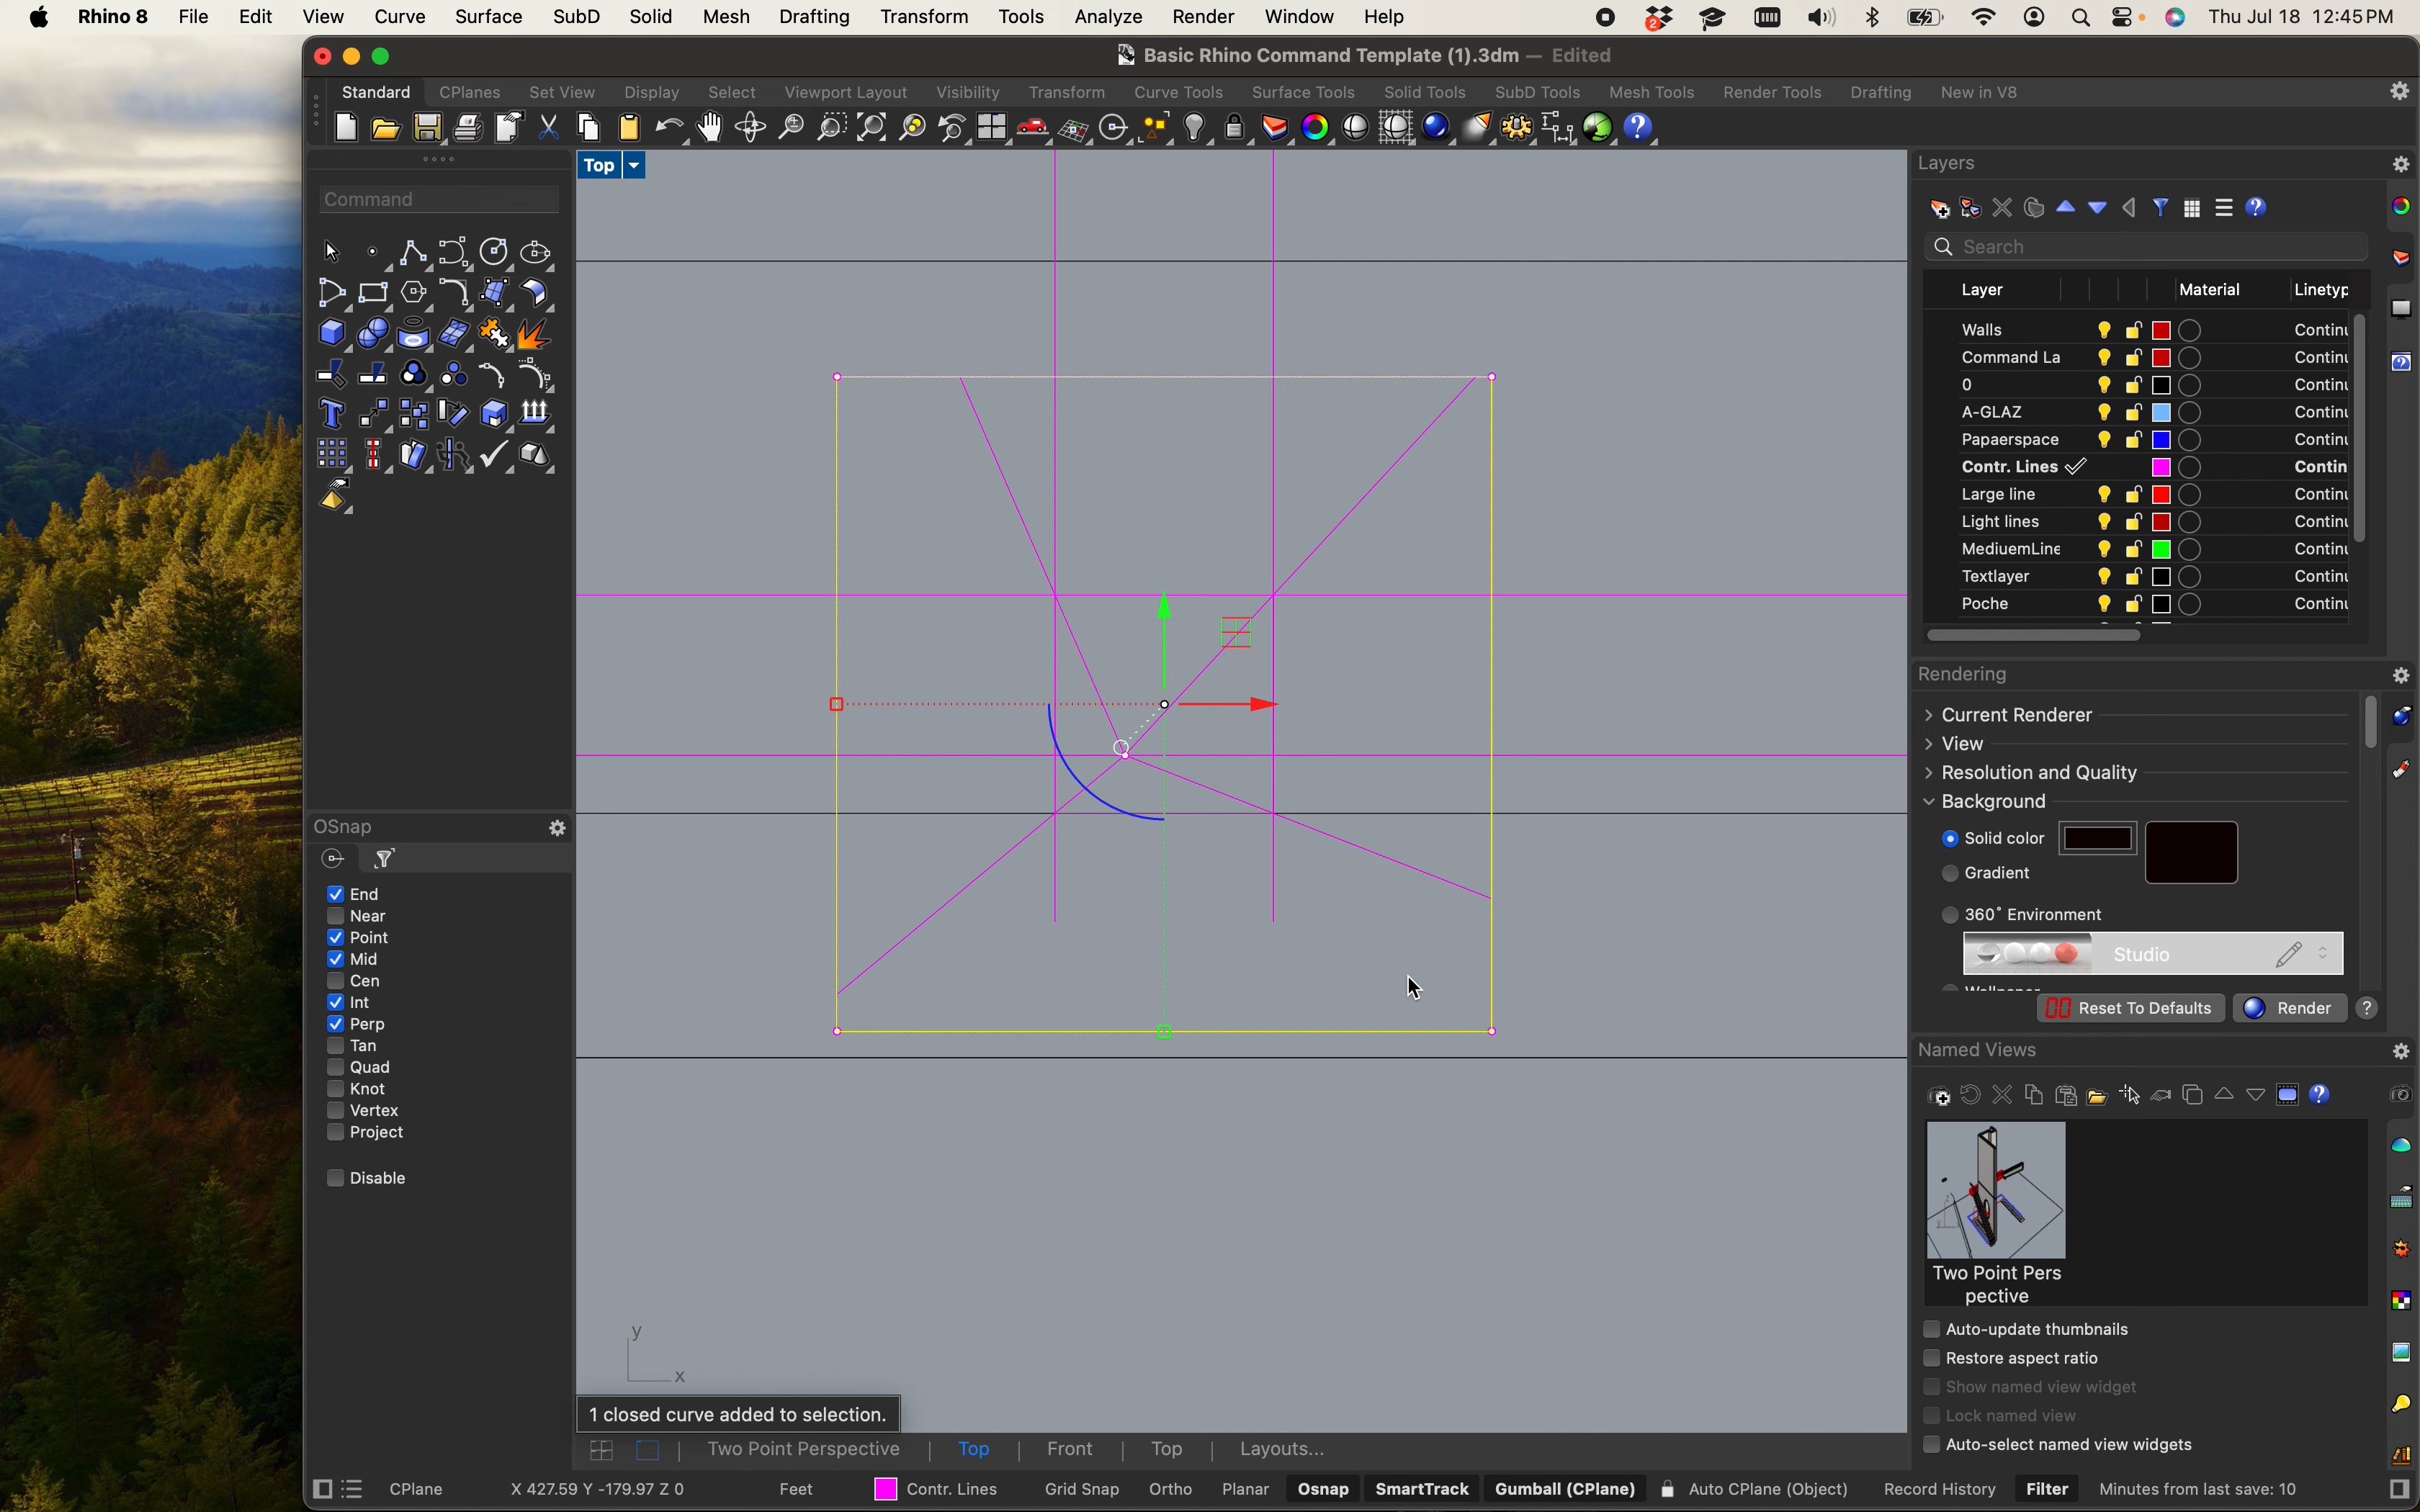 Rhino 8 File Edit View Curve Surface SubD Solid Mesh Drafting Transform Tools Analyze Render Window Help 2 Thu Jul 18 12:45 PM
Basic Rhino Command Template (1).3dm — Edited
Standard CPlanes Set View Display Select Viewport Layout Visibility Transform Curve Tools Surface Tools Solid Tools SubD Tools Mesh Tools Render Tools Drafting New in V8
Command
OSnap
End
Near
Point
Mid
Cen
Int
Perp
Tan
Quad
Knot
Vertex
Project
Disable
Top
y
x
1 closed curve added to selection.
Two Point Perspective | Top | Front | Top | Layouts...
Layers
Search
Layer Material Linetyp
Walls Continu
Command La Continu
0 Continu
A-GLAZ Continu
Papaerspace Continu
Contr. Lines Contin
Large line Continu
Light lines Continu
MediuemLine Continu
Textlayer Continu
Poche Continu
Rendering
Current Renderer
View
Resolution and Quality
Background
Solid color
Gradient
360° Environment
Studio
Reset To Defaults Render ?
Named Views
Two Point Pers
pective
Auto-update thumbnails
Restore aspect ratio
Show named view widget
Lock named view
Auto-select named view widgets
CPlane X 427.59 Y -179.97 Z 0 Feet Contr. Lines Grid Snap Ortho Planar Osnap SmartTrack Gumball (CPlane) Auto CPlane (Object) Record History Filter Minutes from last save: 10